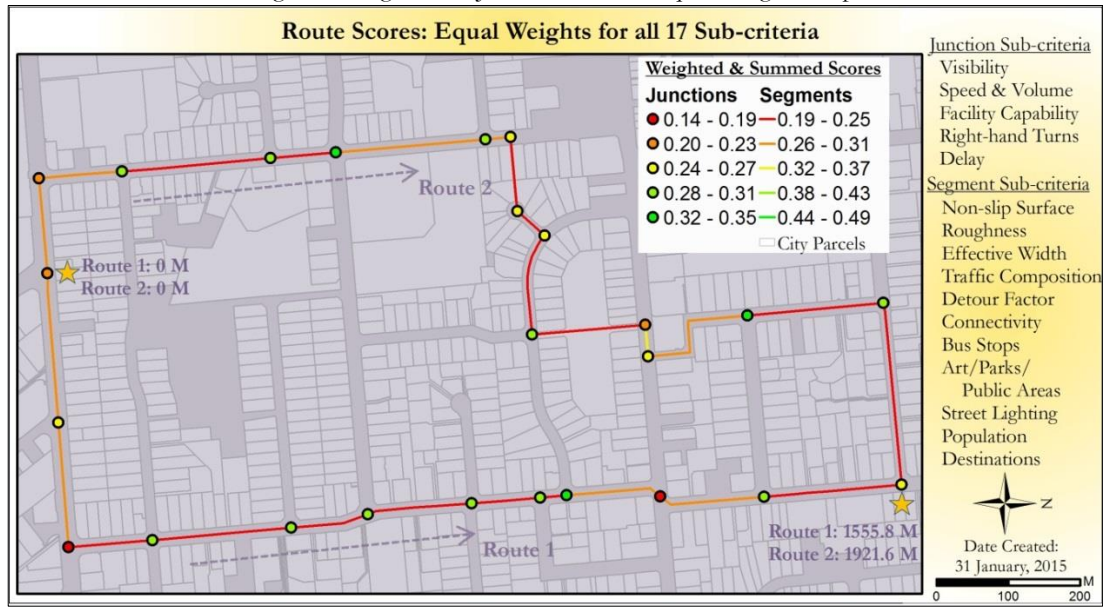 Route Scores: Equal Weights for all 17 Sub-criteria
Weighted & Summed Scores
Junctions Segments
0.14 - 0.19 0.19 - 0.25
0.20 - 0.23 0.26 - 0.31
0.24 - 0.27 0.32 - 0.37
0.28 - 0.31 0.38 - 0.43
0.32 - 0.35 0.44 - 0.49
City Parcels
Route 2
Route 1: 0 M
Route 2: 0 M
Route 1
Route 1: 1555.8 M
Route 2: 1921.6 M
Junction Sub-criteria
Visibility
Speed & Volume
Facility Capability
Right-hand Turns
Delay
Segment Sub-criteria
Non-slip Surface
Roughness
Effective Width
Traffic Composition
Detour Factor
Connectivity
Bus Stops
Art/Parks/
Public Areas
Street Lighting
Population
Destinations
N
Date Created:
31 January, 2015
M
0 100 200